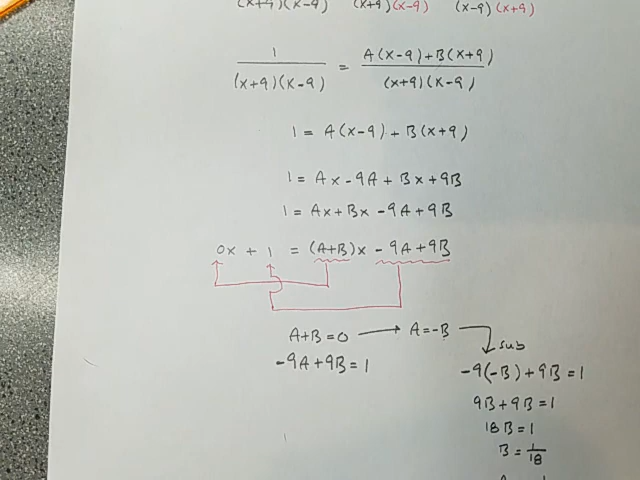 (x+9)(x-9) (x+9)(x-9) (x-9)(x+9)
1/((x+9)(x-9)) = (A(x-9)+B(x+9))/((x+9)(x-9))
1 = A(x-9) + B(x+9)
1 = Ax - 9A + Bx + 9B
1 = Ax+Bx - 9A + 9B
0x + 1 = (A+B)x - 9A + 9B
A+B = 0 → A = -B
sub
-9A + 9B = 1
-9(-B) + 9B = 1
9B + 9B = 1
18B = 1
B = 1/18